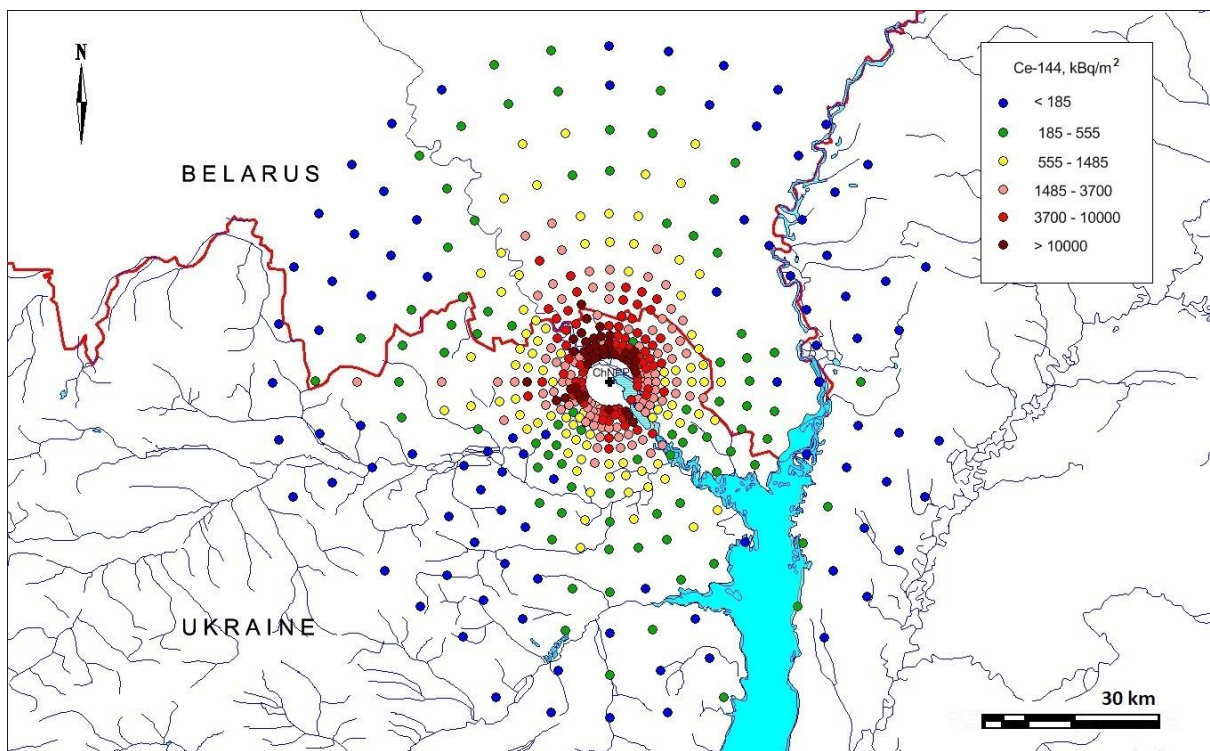 N
Ce-144, kBq/m²
< 185
185 - 555
BELARUS
555 - 1485
1485 - 3700
3700 - 10000
> 10000
ChNPP
UKRAINE
30 km